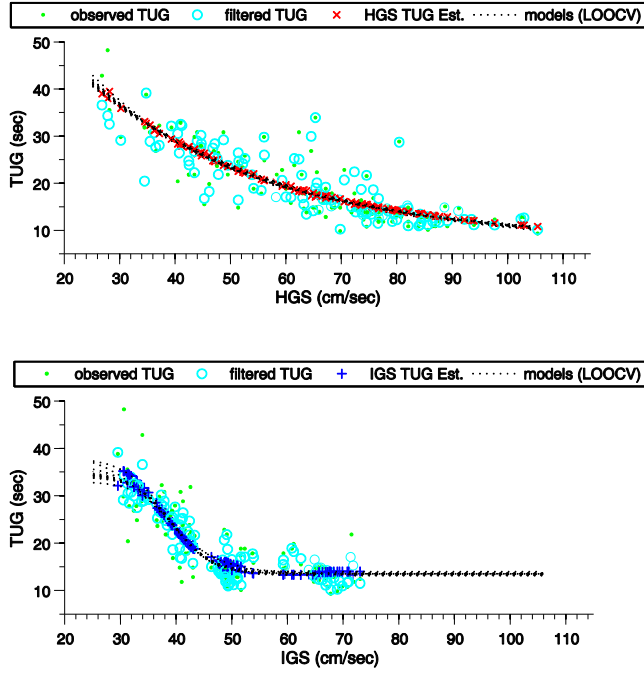 observed TUG filtered TUG HGS TUG Est. models (LOOCV)
50
40
30
20
10
TUG (sec)
20 30 40 50 60 70 80 90 100 110
HGS (cm/sec)
observed TUG filtered TUG IGS TUG Est. models (LOOCV)
50
40
30
20
10
TUG (sec)
20 30 40 50 60 70 80 90 100 110
IGS (cm/sec)